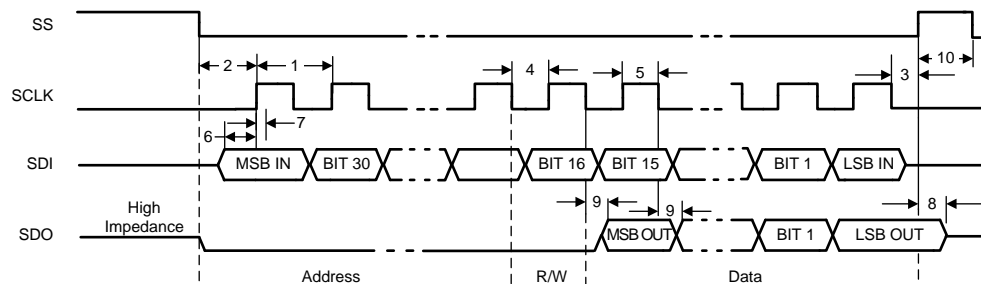 SS
10
2
1
4
5
3
SCLK
6
7
SDI
MSB IN
BIT 30
BIT 16
BIT 15
BIT 1
LSB IN
High
Impedance
9
9
8
SDO
MSB OUT
BIT 1
LSB OUT
Address
R/W
Data